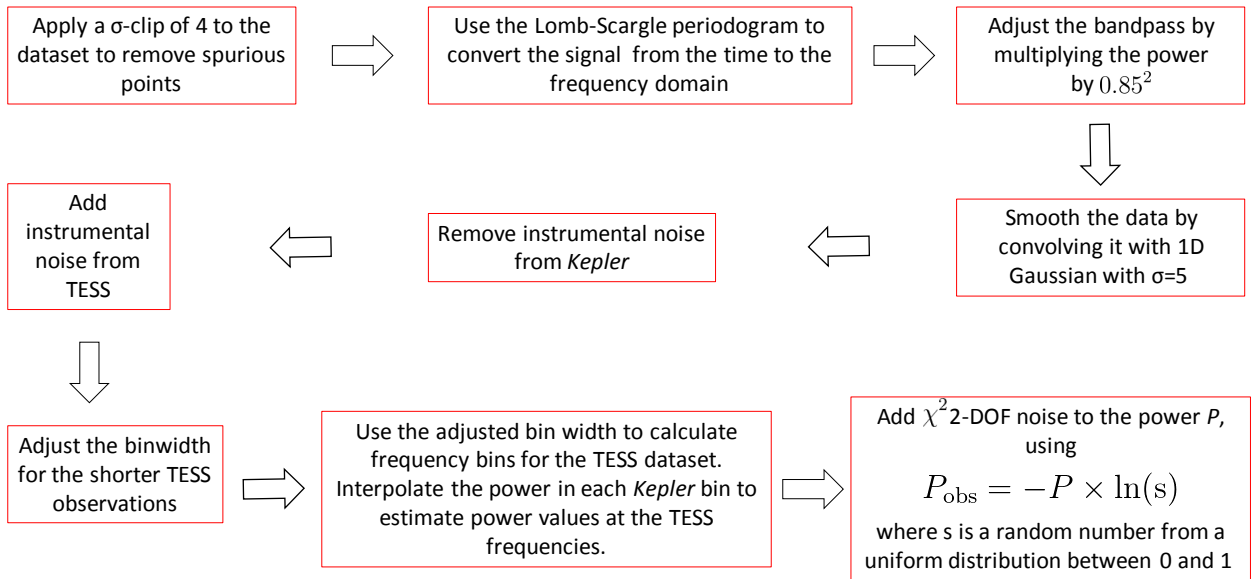 Apply a σ-clip of 4 to the
dataset to remove spurious
points
Use the Lomb-Scargle periodogram to
convert the signal from the time to the
frequency domain
Adjust the bandpass by
multiplying the power
by 0.85²
Smooth the data by
convolving it with 1D
Gaussian with σ=5
Remove instrumental noise
from Kepler
Add
instrumental
noise from
TESS
Adjust the binwidth
for the shorter TESS
observations
Use the adjusted bin width to calculate
frequency bins for the TESS dataset.
Interpolate the power in each Kepler bin to
estimate power values at the TESS
frequencies.
Add χ² 2-DOF noise to the power P,
using
P_obs = −P × ln(s)
where s is a random number from a
uniform distribution between 0 and 1